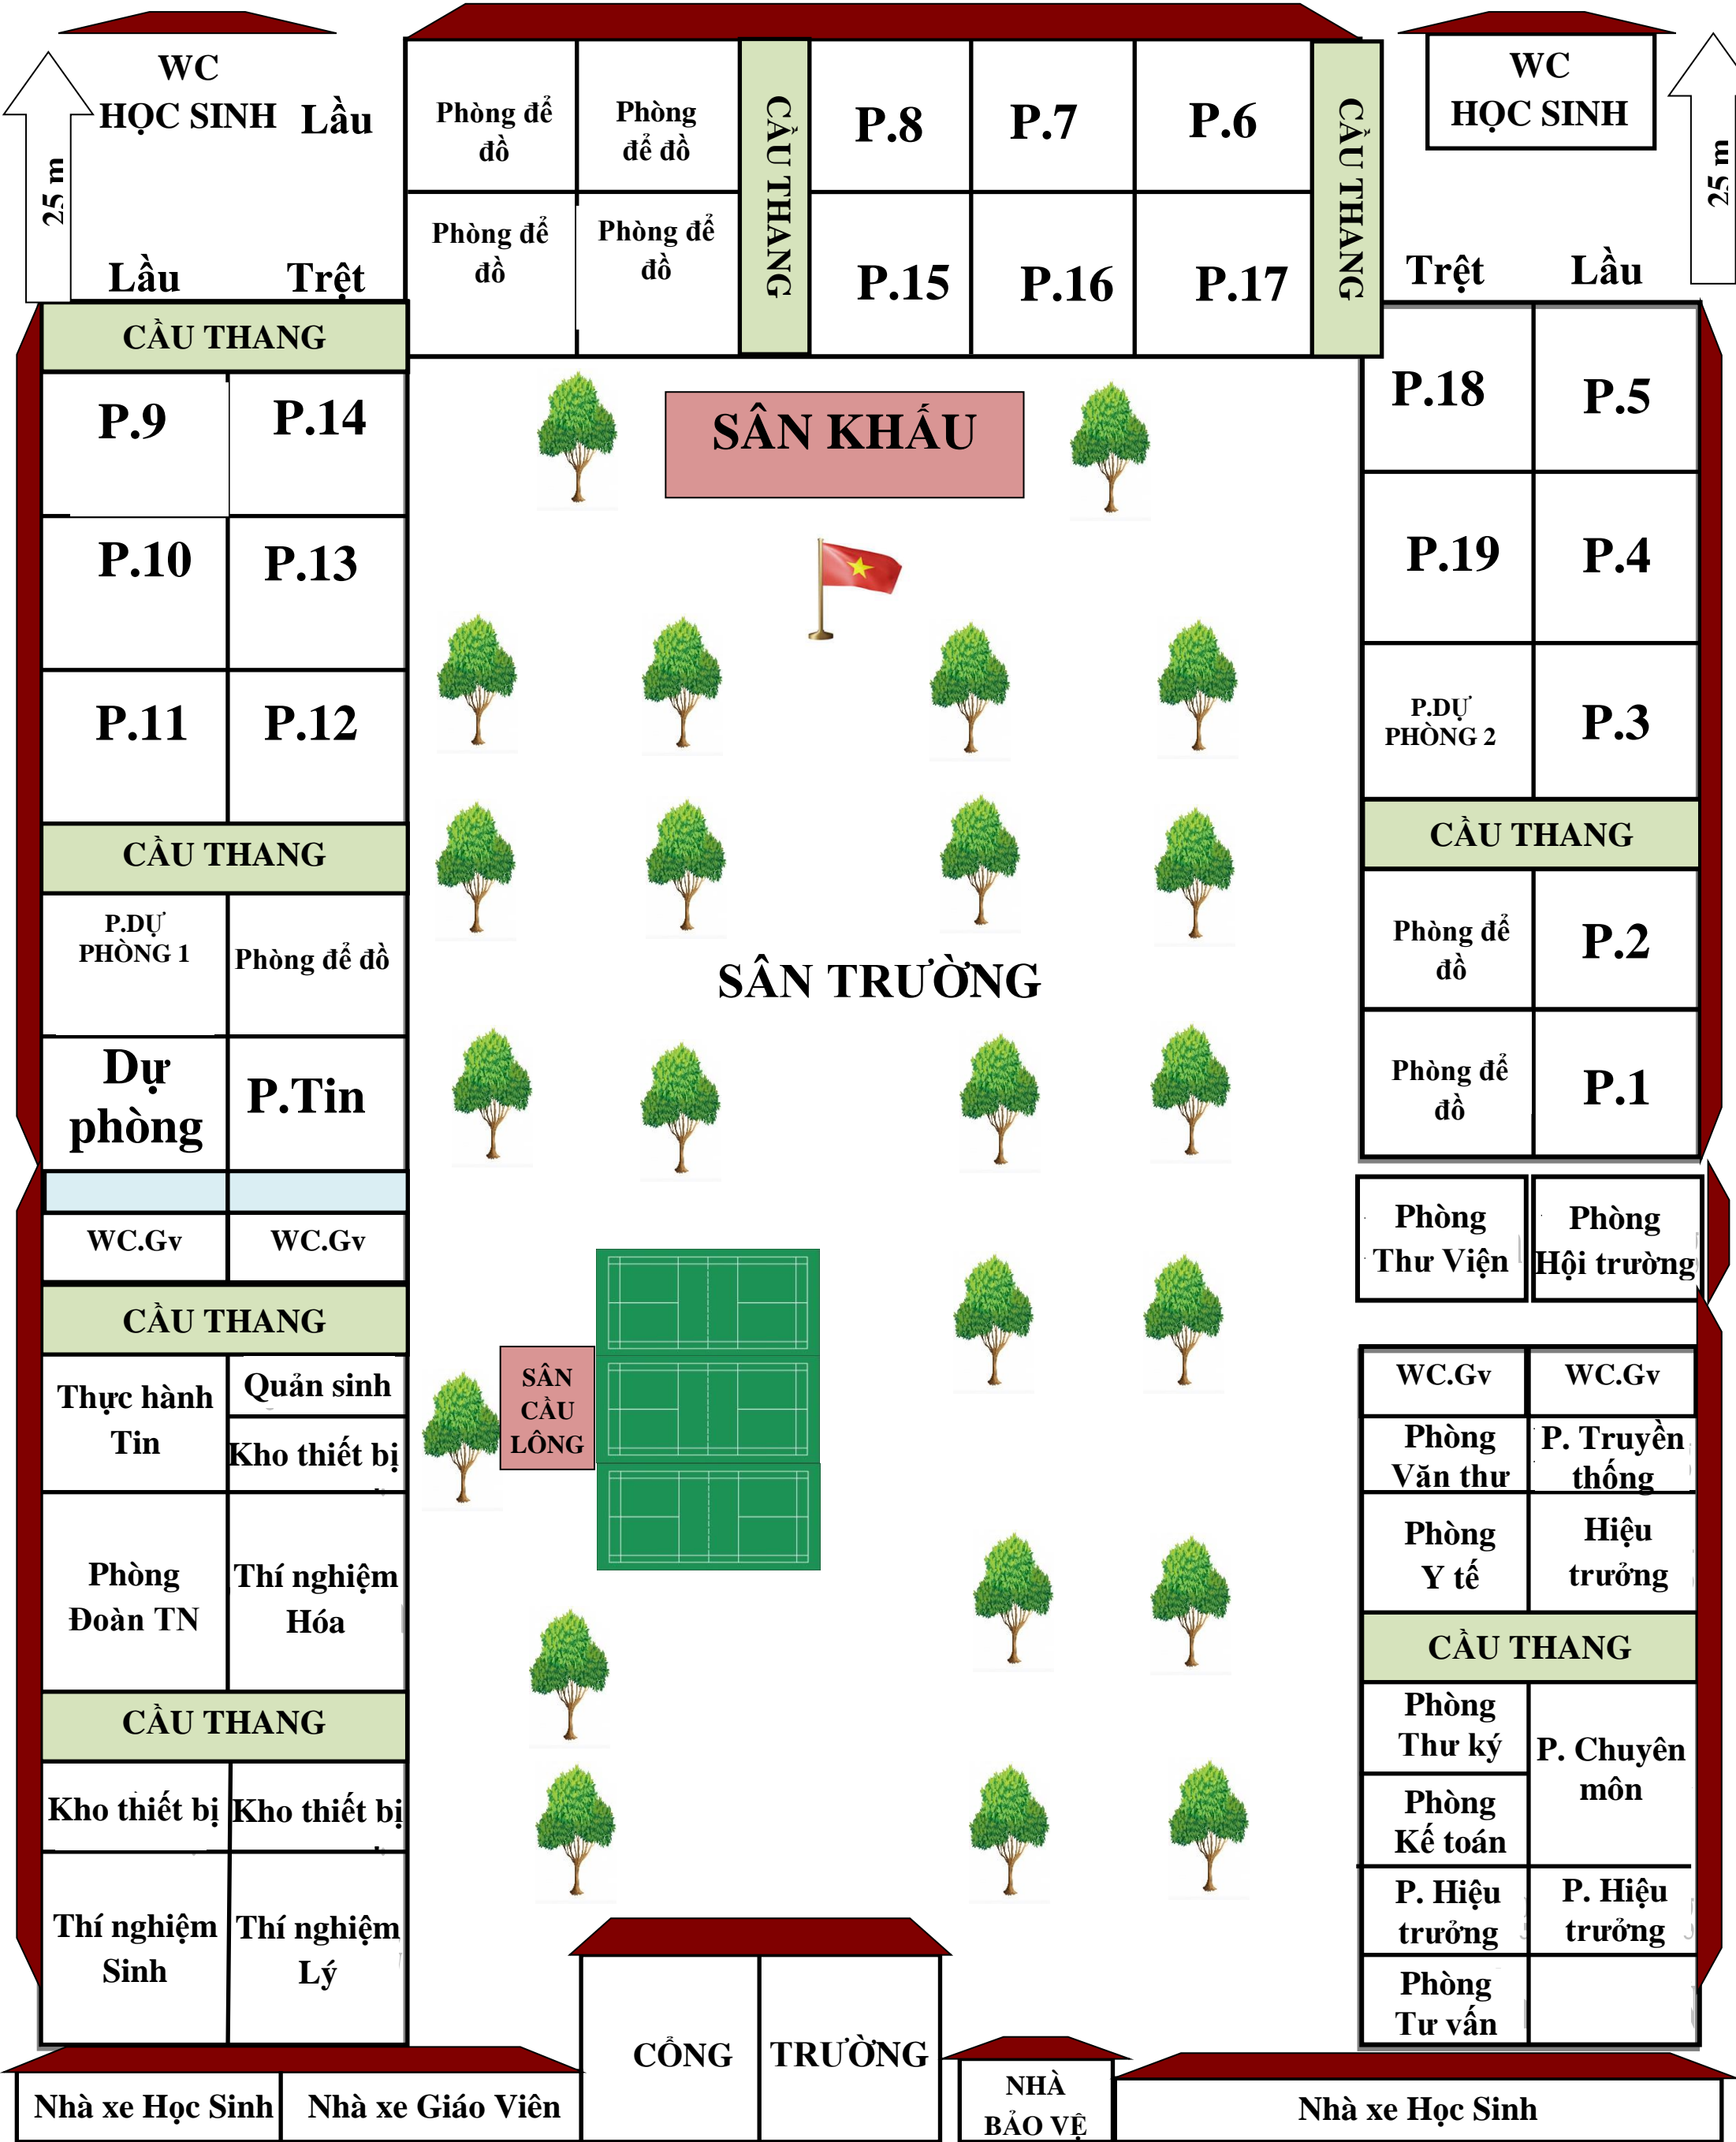 WC
HỌC SINH
Lầu
25 m
Lầu
Trệt
Phòng để
đồ
Phòng
để đồ
CẦU THANG
P.8
P.7
P.6
CẦU THANG
Phòng để
đồ
Phòng để
đồ
P.15
P.16
P.17
WC
HỌC SINH
25 m
Trệt
Lầu
CẦU THANG
P.9
P.14
P.10
P.13
P.11
P.12
CẦU THANG
P.DỰ
PHÒNG 1
Phòng để đồ
Dự
phòng
P.Tin
WC.Gv
WC.Gv
CẦU THANG
Thực hành
Tin
Quản sinh
Kho thiết bị
Phòng
Đoàn TN
Thí nghiệm
Hóa
CẦU THANG
Kho thiết bị
Kho thiết bị
Thí nghiệm
Sinh
Thí nghiệm
Lý
SÂN KHẤU
SÂN TRƯỜNG
SÂN
CẦU
LÔNG
P.18
P.5
P.19
P.4
P.DỰ
PHÒNG 2
P.3
CẦU THANG
Phòng để
đồ
P.2
Phòng để
đồ
P.1
Phòng
Thư Viện
Phòng
Hội trường
WC.Gv
WC.Gv
Phòng
Văn thư
P. Truyền
thống
Phòng
Y tế
Hiệu
trưởng
CẦU THANG
Phòng
Thư ký
P. Chuyên
môn
Phòng
Kế toán
P. Hiệu
trưởng
P. Hiệu
trưởng
Phòng
Tư vấn
Nhà xe Học Sinh
Nhà xe Giáo Viên
CỔNG
TRƯỜNG
NHÀ
BẢO VỆ
Nhà xe Học Sinh